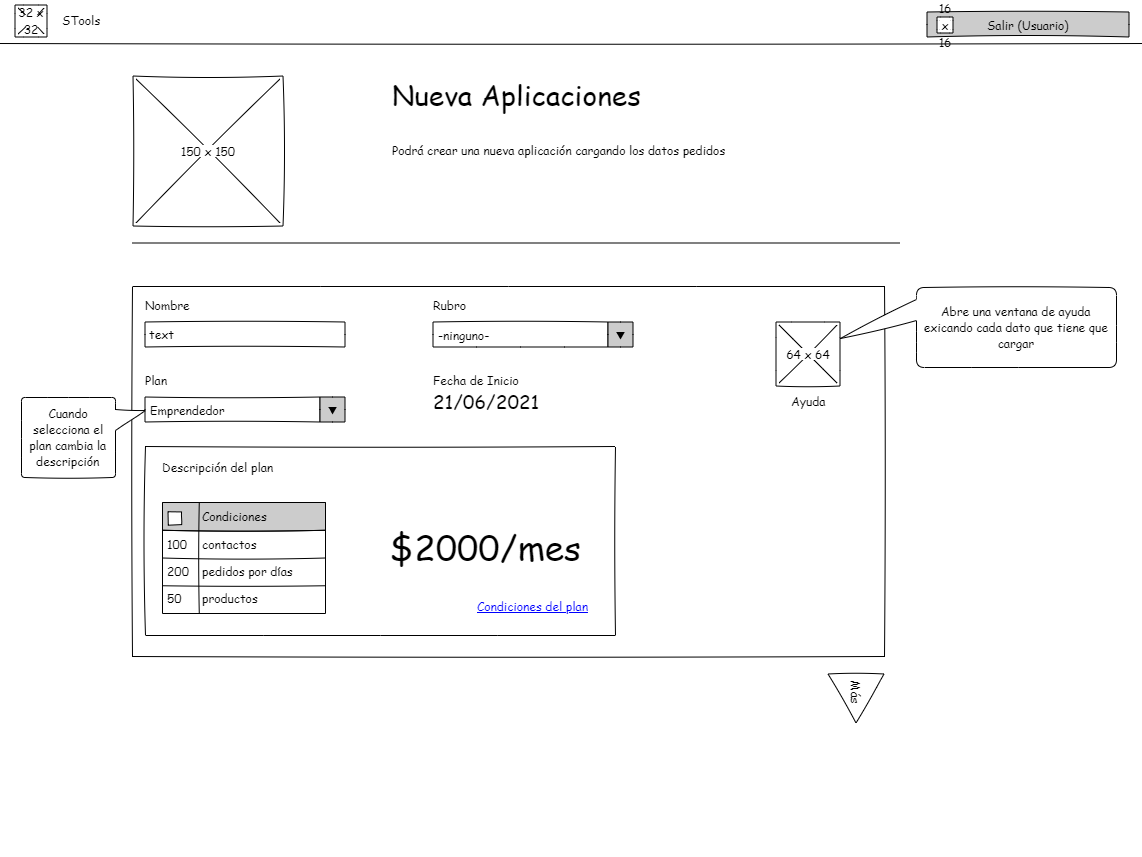 32 x
32
STools
16
x
16
Salir (Usuario)
150 x 150
Nueva Aplicaciones
Podrá crear una nueva aplicación cargando los datos pedidos
Nombre
text
Rubro
-ninguno-
64 x 64
Ayuda
Abre una ventana de ayuda
exicando cada dato que tiene que
cargar
Plan
Emprendedor
Fecha de Inicio
21/06/2021
Cuando
selecciona el
plan cambia la
descripción
Descripción del plan
Condiciones
100 contactos
200 pedidos por días
50 productos
$2000/mes
Condiciones del plan
Más